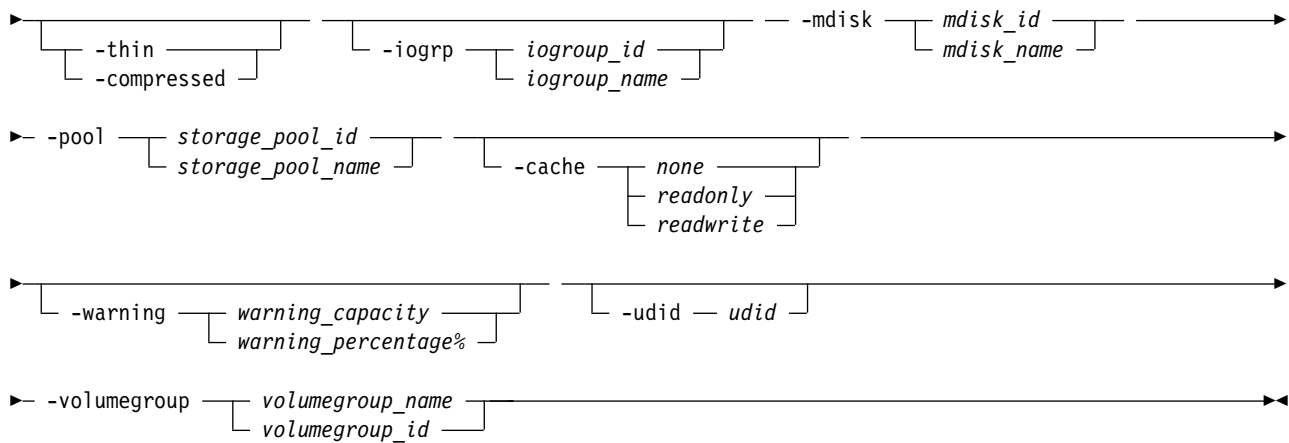 -thin -iogrp iogroup_id -mdisk mdisk_id
-compressed iogroup_name mdisk_name
-pool storage_pool_id -cache none
storage_pool_name readonly
readwrite
-warning warning_capacity -udid udid
warning_percentage%
-volumegroup volumegroup_name
volumegroup_id